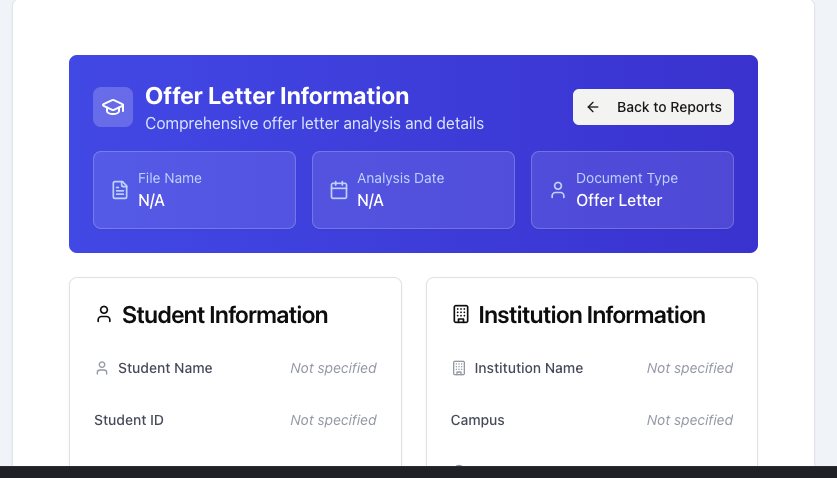 Offer Letter Information
Comprehensive offer letter analysis and details
Back to Reports
File Name
N/A
Analysis Date
N/A
Document Type
Offer Letter
Student Information
Student Name Not specified
Student ID Not specified
Institution Information
Institution Name Not specified
Campus Not specified